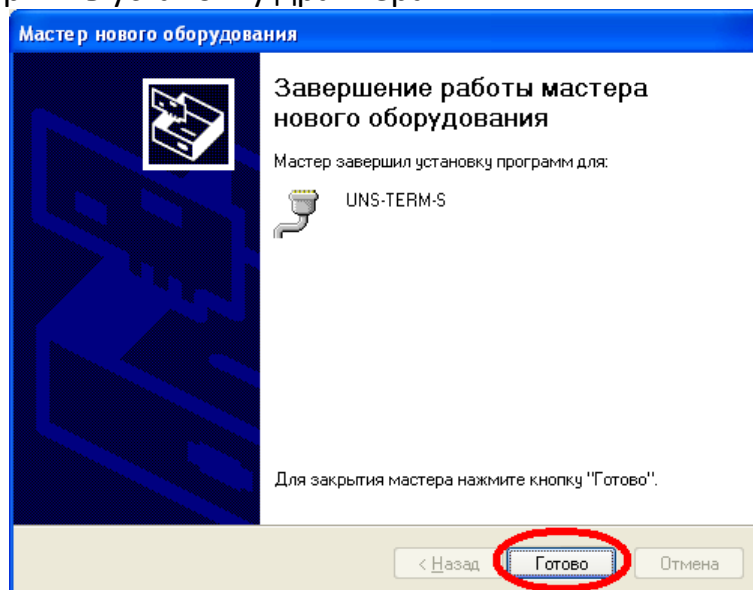 Мастер нового оборудования
Завершение работы мастера
нового оборудования
Мастер завершил установку программ для:
UNS-TERM-S
Для закрытия мастера нажмите кнопку "Готово".
< Назад
Готово
Отмена